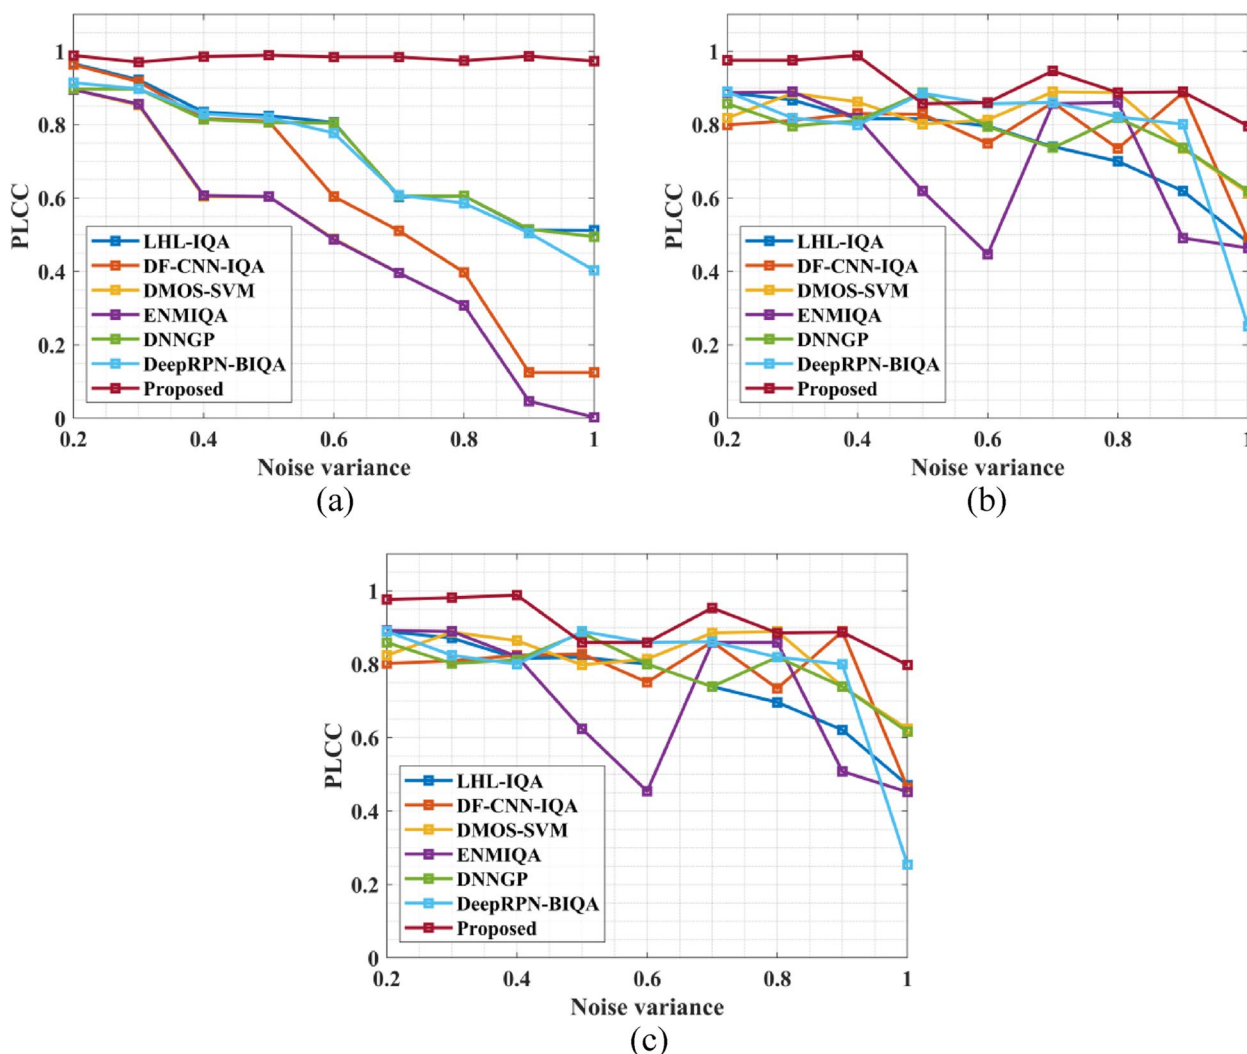 PLCC
1
0.8
0.6
0.4
0.2
0
LHL-IQA
DF-CNN-IQA
DMOS-SVM
ENMIQA
DNNGP
DeepRPN-BIQA
Proposed
0.2 0.4 0.6 0.8 1
Noise variance
(a)
PLCC
1
0.8
0.6
0.4
0.2
0
LHL-IQA
DF-CNN-IQA
DMOS-SVM
ENMIQA
DNNGP
DeepRPN-BIQA
Proposed
0.2 0.4 0.6 0.8 1
Noise variance
(b)
PLCC
1
0.8
0.6
0.4
0.2
0
LHL-IQA
DF-CNN-IQA
DMOS-SVM
ENMIQA
DNNGP
DeepRPN-BIQA
Proposed
0.2 0.4 0.6 0.8 1
Noise variance
(c)